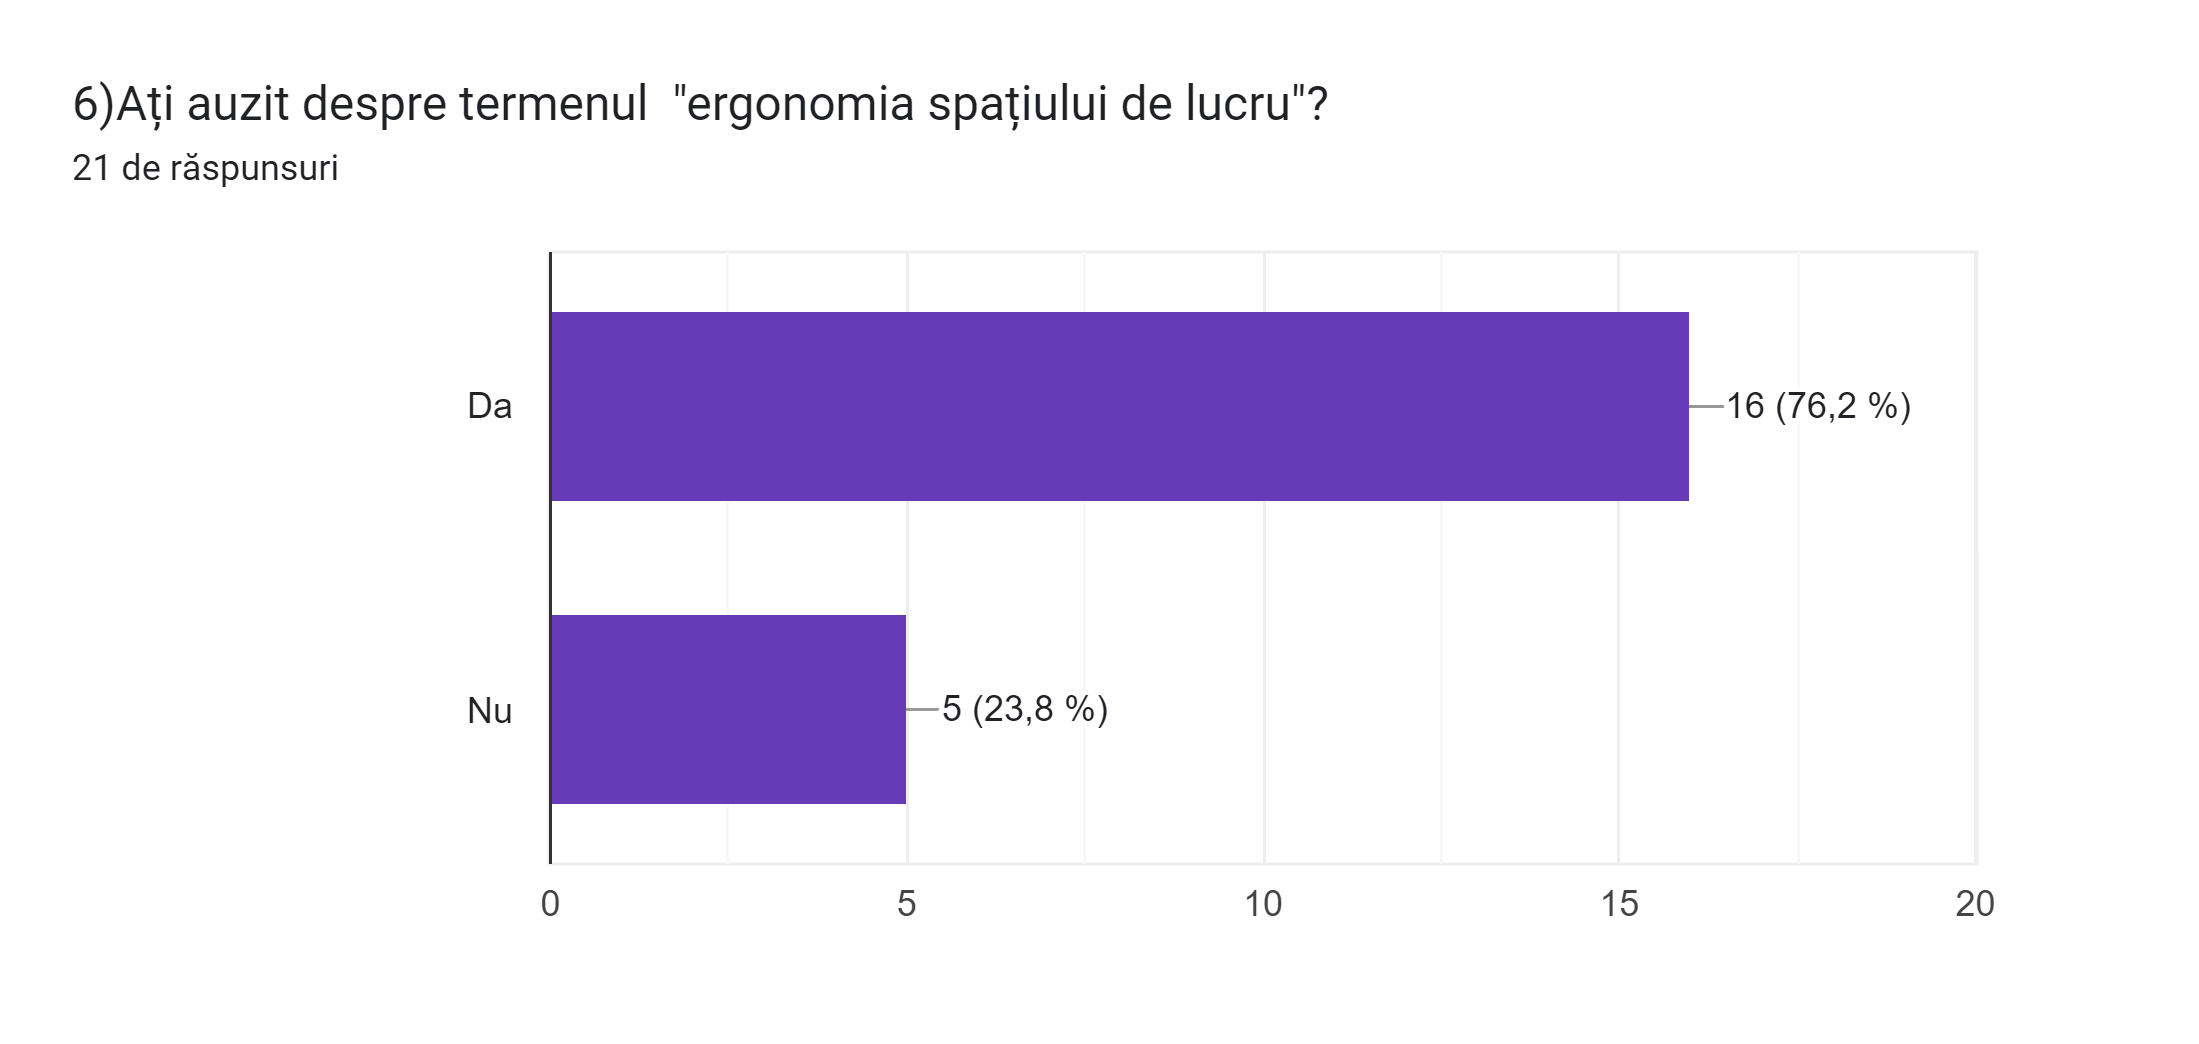 6)Ați auzit despre termenul  "ergonomia spațiului de lucru"?
21 de răspunsuri
Da
16 (76,2 %)
Nu
5 (23,8 %)
0 5 10 15 20